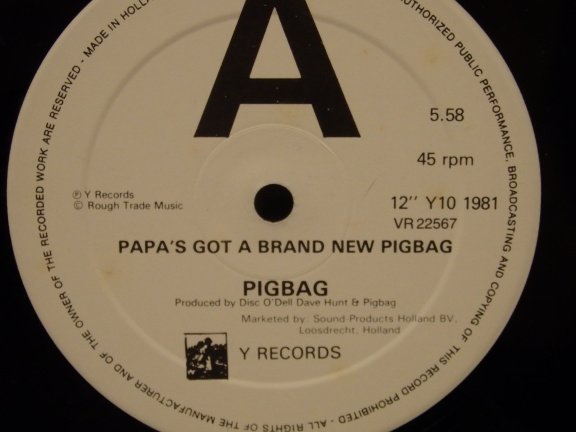 A
5.58
45 rpm
℗ Y Records
© Rough Trade Music
12″ Y10 1981
VR 22567
PAPA'S GOT A BRAND NEW PIGBAG
PIGBAG
Produced by Disc O'Dell Dave Hunt & Pigbag
Marketed by: Sound-Products Holland BV,
Loosdrecht, Holland
Y RECORDS
ALL RIGHTS OF THE MANUFACTURER AND OF THE OWNER OF THE RECORDED WORK ARE RESERVED - MADE IN HOLL
AUTHORIZED PUBLIC PERFORMANCE, BROADCASTING AND COPYING OF THIS RECORD PROHIBITED -